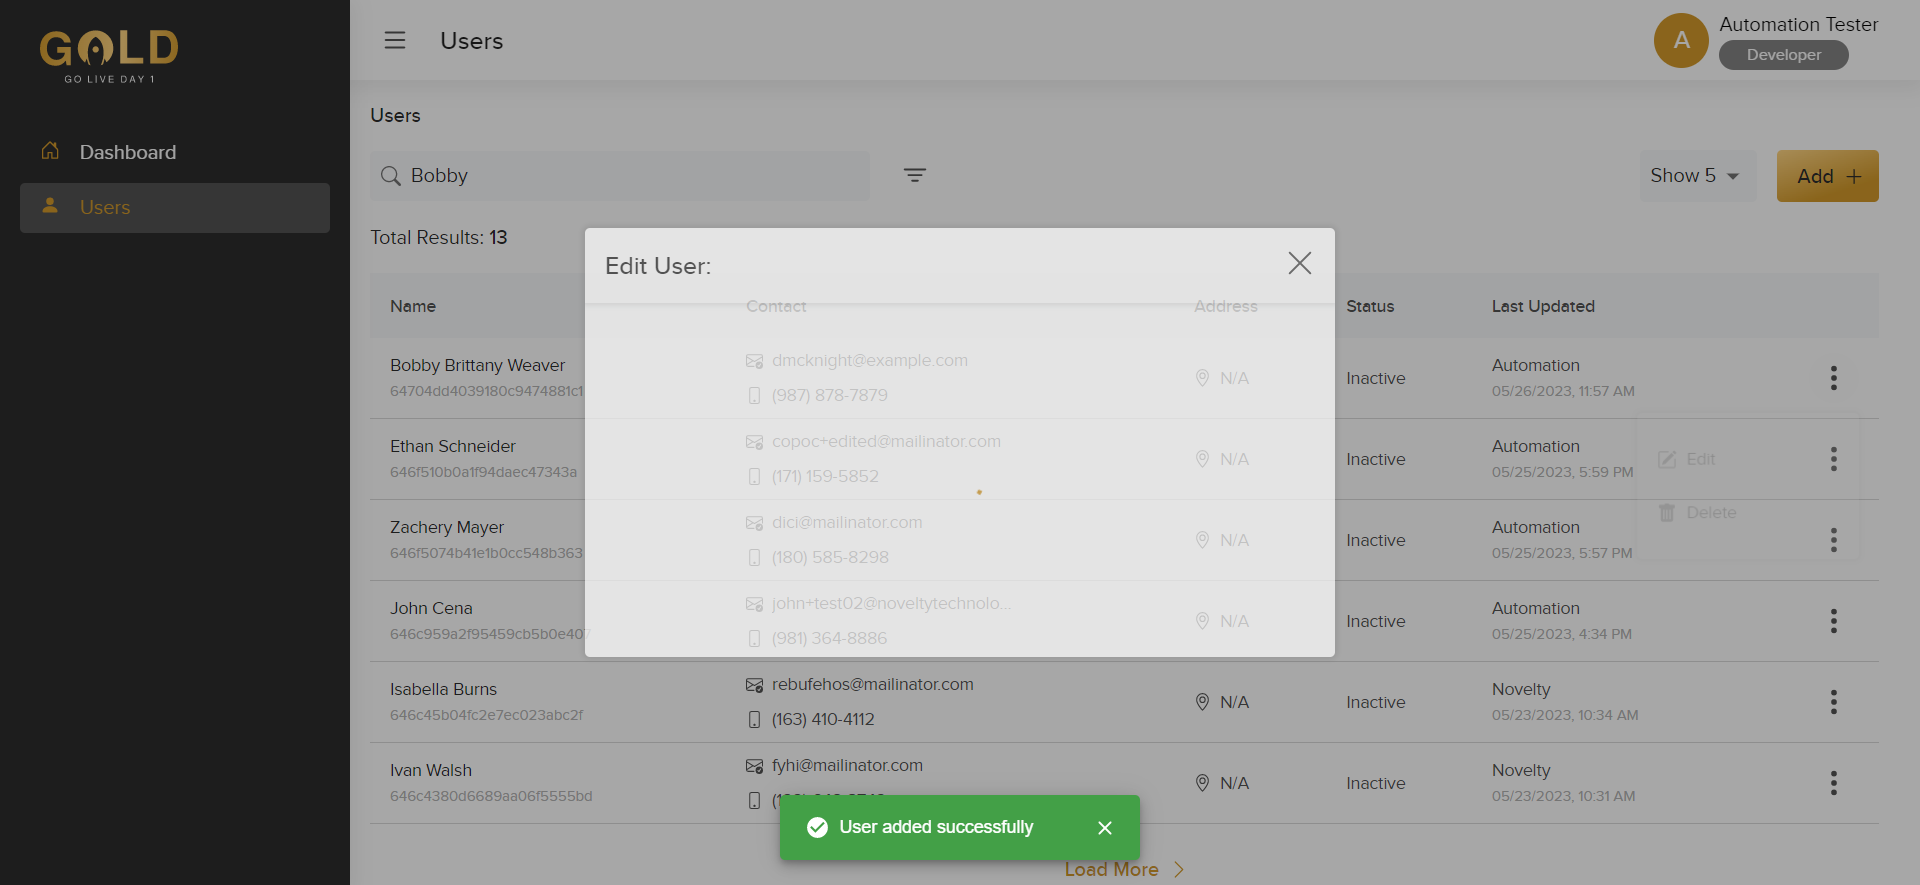 GOLD
GO LIVE DAY 1
Dashboard
Users
Users
A
Automation Tester
Developer
Users
Bobby
Show 5
Add +
Total Results: 13
Edit User:
Name
Contact
Address
Status
Last Updated
Bobby Brittany Weaver
64704dd4039180c9474881c1
dmcknight@example.com
(987) 878-7879
N/A
Inactive
Automation
05/26/2023, 11:57 AM
Ethan Schneider
646f510b0a1f94daec47343a
copoc+edited@mailinator.com
(171) 159-5852
N/A
Inactive
Automation
05/25/2023, 5:59 PM
Edit
Delete
Zachery Mayer
646f5074b41e1b0cc548b363
dici@mailinator.com
(180) 585-8298
N/A
Inactive
Automation
05/25/2023, 5:57 PM
John Cena
646c959a2f95459cb5b0e407
john+test02@noveltytechnolo...
(981) 364-8886
N/A
Inactive
Automation
05/25/2023, 4:34 PM
Isabella Burns
646c45b04fc2e7ec023abc2f
rebufehos@mailinator.com
(163) 410-4112
N/A
Inactive
Novelty
05/23/2023, 10:34 AM
Ivan Walsh
646c4380d6689aa06f5555bd
fyhi@mailinator.com
N/A
Inactive
Novelty
05/23/2023, 10:31 AM
User added successfully
Load More